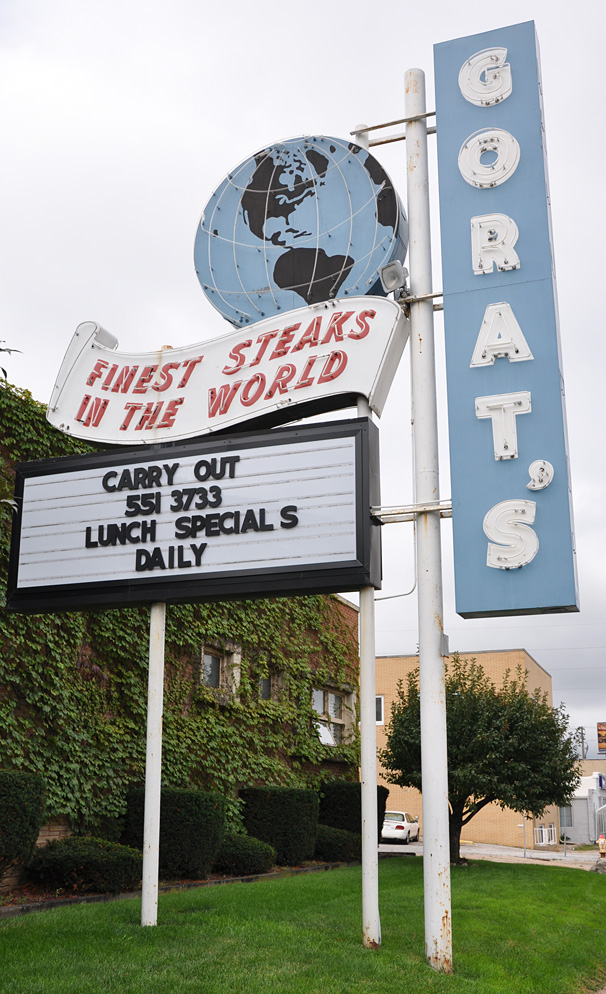 GORAT'S
FINEST STEAKS
IN THE WORLD
CARRY OUT
551 3733
LUNCH SPECIALS
DAILY